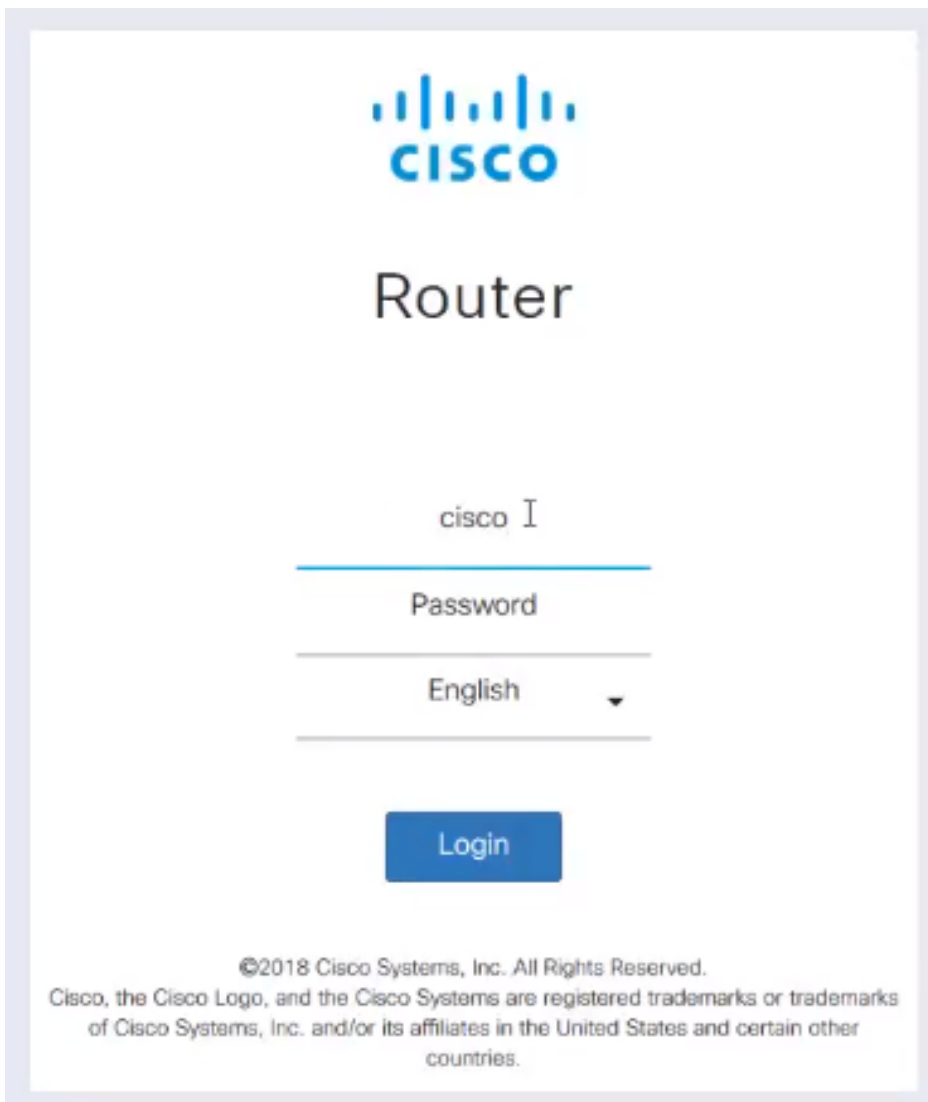 CISCO
Router
cisco
Password
English
Login
©2018 Cisco Systems, Inc. All Rights Reserved.
Cisco, the Cisco Logo, and the Cisco Systems are registered trademarks or trademarks
of Cisco Systems, Inc. and/or its affiliates in the United States and certain other
countries.